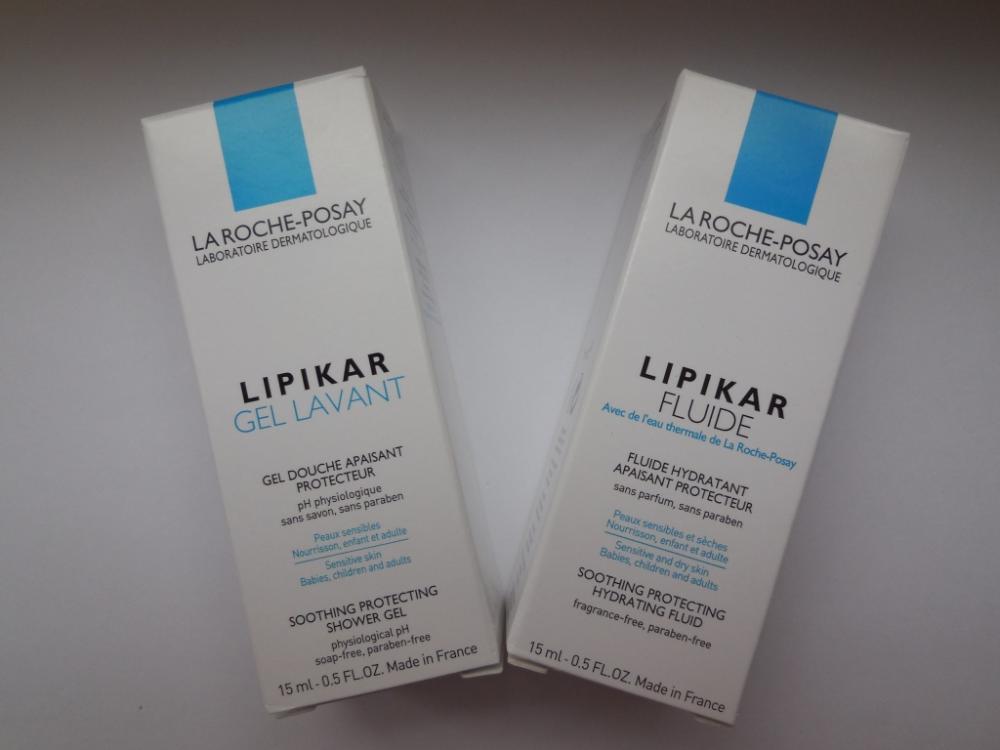 LA ROCHE-POSAY
LABORATOIRE DERMATOLOGIQUE
LIPIKAR
GEL LAVANT
GEL DOUCHE APAISANT
PROTECTEUR
pH physiologique
sans savon, sans paraben
Peaux sensibles
Nourrisson, enfant et adulte
Sensitive skin
Babies, children and adults
SOOTHING PROTECTING
SHOWER GEL
physiological pH
soap-free, paraben-free
15 ml - 0.5 FL.OZ. Made in France
LA ROCHE-POSAY
LABORATOIRE DERMATOLOGIQUE
LIPIKAR
FLUIDE
Avec de l'eau thermale de La Roche-Posay
FLUIDE HYDRATANT
APAISANT PROTECTEUR
sans parfum, sans paraben
Peaux sensibles et sèches
Nourrisson, enfant et adulte
Sensitive and dry skin
Babies, children and adults
SOOTHING PROTECTING
HYDRATING FLUID
fragrance-free, paraben-free
15 ml - 0.5 FL.OZ. Made in France